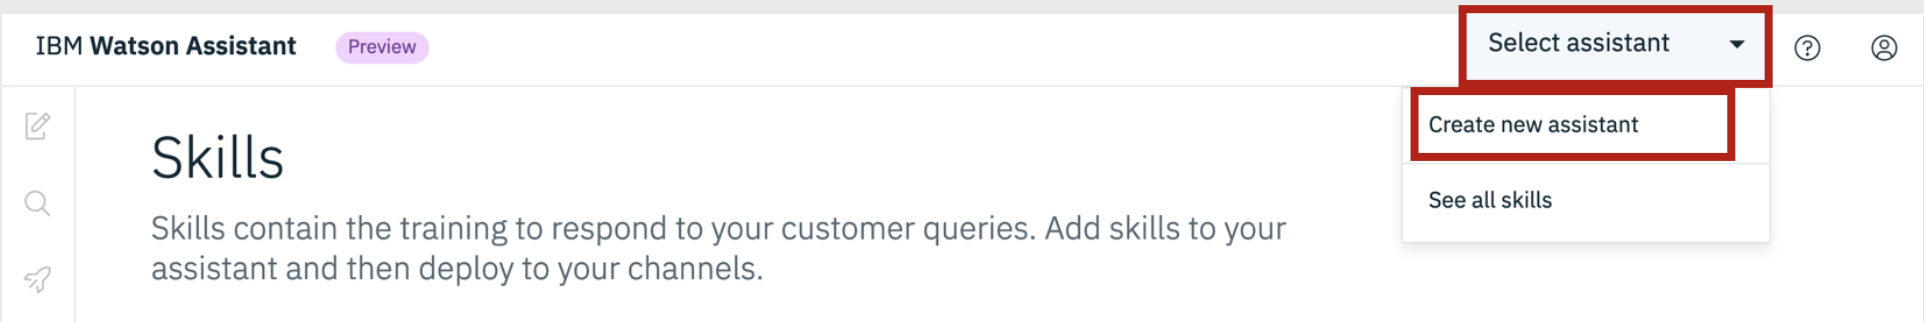 IBM Watson Assistant Preview Select assistant
Create new assistant
See all skills
Skills
Skills contain the training to respond to your customer queries. Add skills to your
assistant and then deploy to your channels.